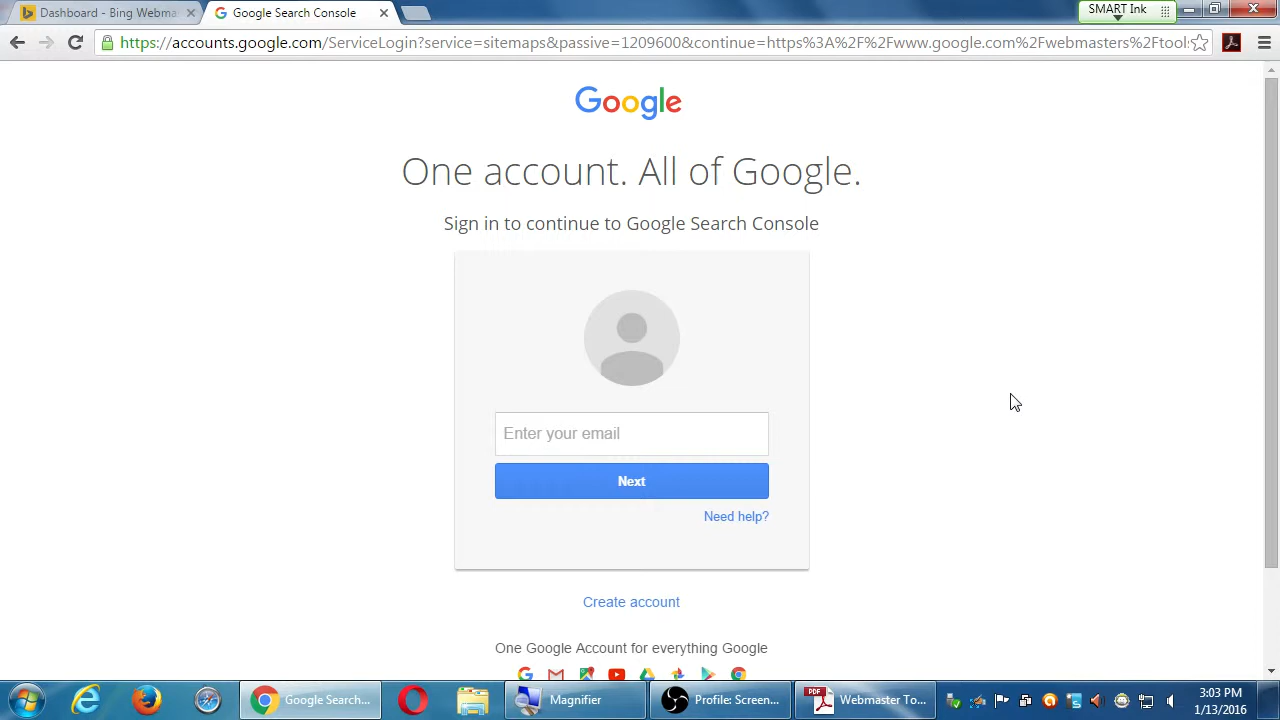 Dashboard - Bing Webma
Google Search Console
SMART Ink
https://accounts.google.com/ServiceLogin?service=sitemaps&passive=1209600&continue=https%3A%2F%2Fwww.google.com%2Fwebmasters%2Ftool
Google
One account. All of Google.
Sign in to continue to Google Search Console
Enter your email
Next
Need help?
Create account
One Google Account for everything Google
Google Search...
Magnifier
Profile: Screen...
PDF
Webmaster To...
3:03 PM
1/13/2016